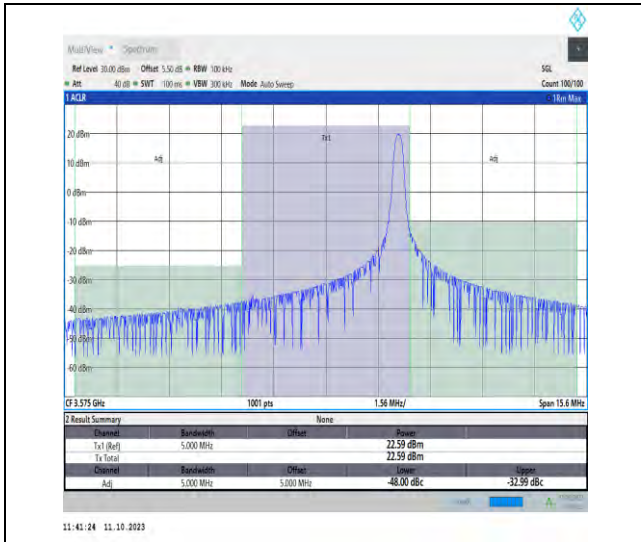 MultiView Spectrum
Ref Level 30.00 dBm Offset 5.50 dB RBW 100 kHz SGL
Att 40 dB SWT 100 ms VBW 300 kHz Mode Auto Sweep Count 100/100
1 ACLR 1Rm Max
Tx1
20 dBm
Adj Adj
10 dBm
0 dBm
-10 dBm
-20 dBm
-30 dBm
-40 dBm
-50 dBm
-60 dBm
CF 3.575 GHz 1001 pts 1.56 MHz/ Span 15.6 MHz
2 Result Summary None
Channel Bandwidth Offset Power
Tx1 (Ref) 5.000 MHz 22.59 dBm
Tx Total 22.59 dBm
Channel Bandwidth Offset Lower Upper
Adj 5.000 MHz 5.000 MHz -48.00 dBc -32.99 dBc
11:41:24 11.10.2023